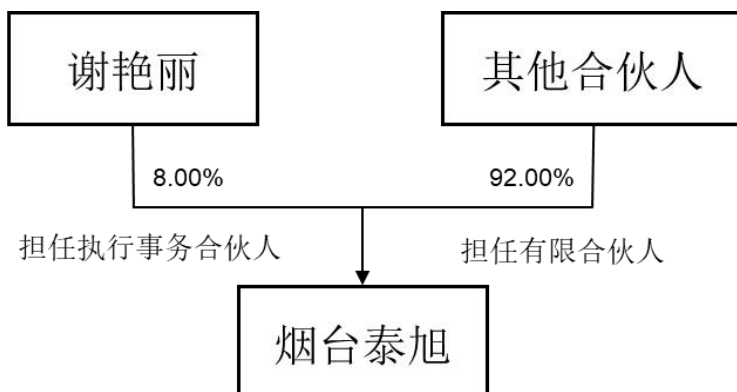 谢艳丽
其他合伙人
8.00%
92.00%
担任执行事务合伙人
担任有限合伙人
烟台泰旭